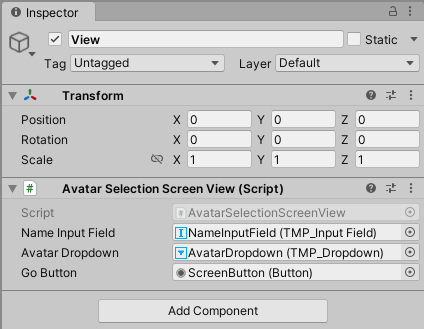 Inspector
View Static
Tag Untagged Layer Default
Transform
Position X 0 Y 0 Z 0
Rotation X 0 Y 0 Z 0
Scale X 1 Y 1 Z 1
# Avatar Selection Screen View (Script)
Script # AvatarSelectionScreenView
Name Input Field NameInputField (TMP_Input Field)
Avatar Dropdown AvatarDropdown (TMP_Dropdown)
Go Button ScreenButton (Button)
Add Component